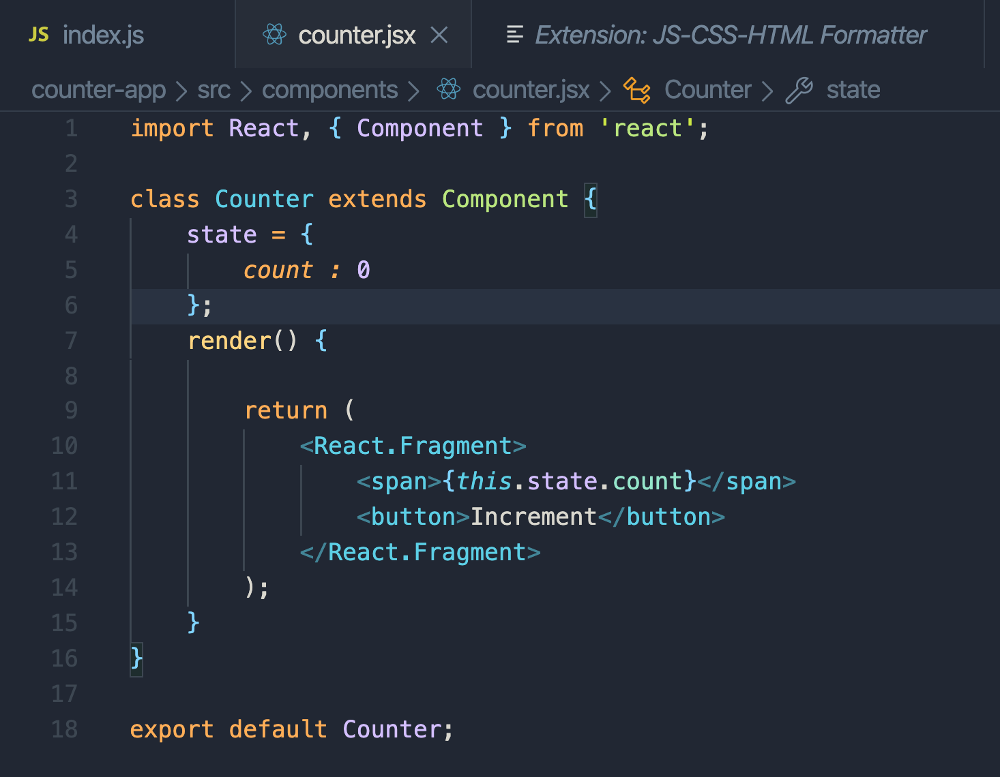 JS index.js counter.jsx Extension: JS-CSS-HTML Formatter
counter-app > src > components > counter.jsx > Counter > state
1 import React, { Component } from 'react';
2
3 class Counter extends Component {
4     state = {
5         count : 0
6     };
7     render() {
8
9         return (
10             <React.Fragment>
11                 <span>{this.state.count}</span>
12                 <button>Increment</button>
13             </React.Fragment>
14         );
15     }
16 }
17
18 export default Counter;